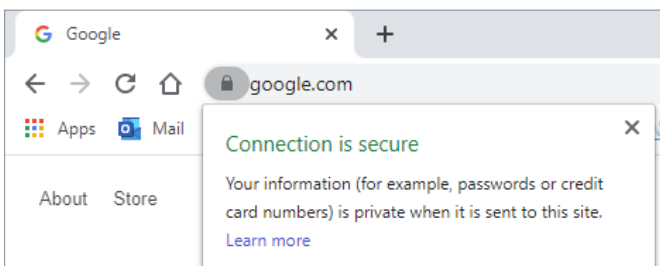 Google
google.com
Apps Mail
Connection is secure
Your information (for example, passwords or credit
card numbers) is private when it is sent to this site.
Learn more
About Store